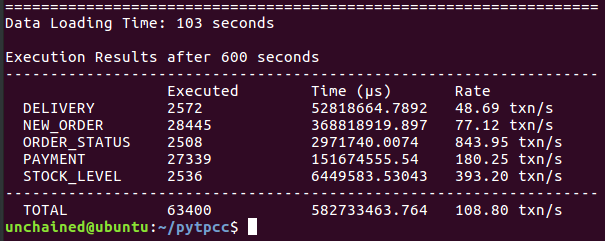 ======================================================================
Data Loading Time: 103 seconds
Execution Results after 600 seconds
----------------------------------------------------------------------
Executed Time (µs) Rate
DELIVERY 2572 52818664.7892 48.69 txn/s
NEW_ORDER 28445 368818919.897 77.12 txn/s
ORDER_STATUS 2508 2971740.0074 843.95 txn/s
PAYMENT 27339 151674555.54 180.25 txn/s
STOCK_LEVEL 2536 6449583.53043 393.20 txn/s
----------------------------------------------------------------------
TOTAL 63400 582733463.764 108.80 txn/s
unchained@ubuntu:~/pytpcc$